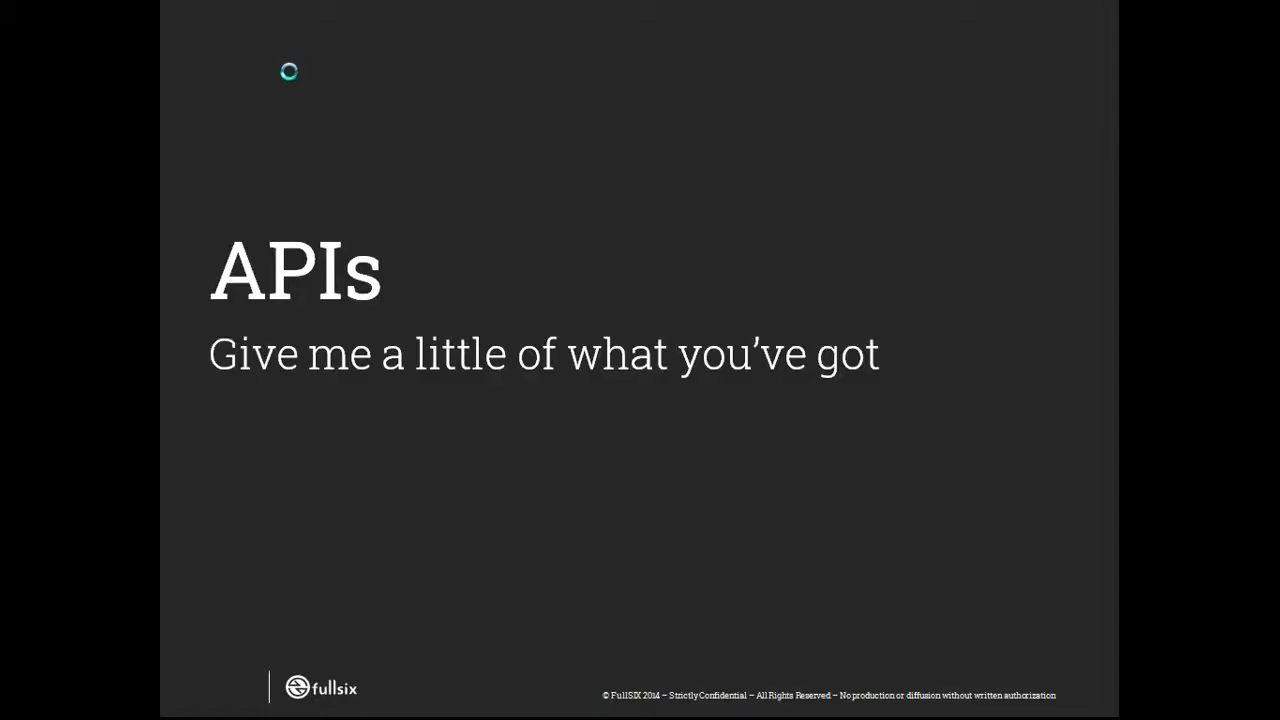 APIs
Give me a little of what you've got
fullsix
© FullSIX 2014 – Strictly Confidential – All Rights Reserved – No production or diffusion without written authorization